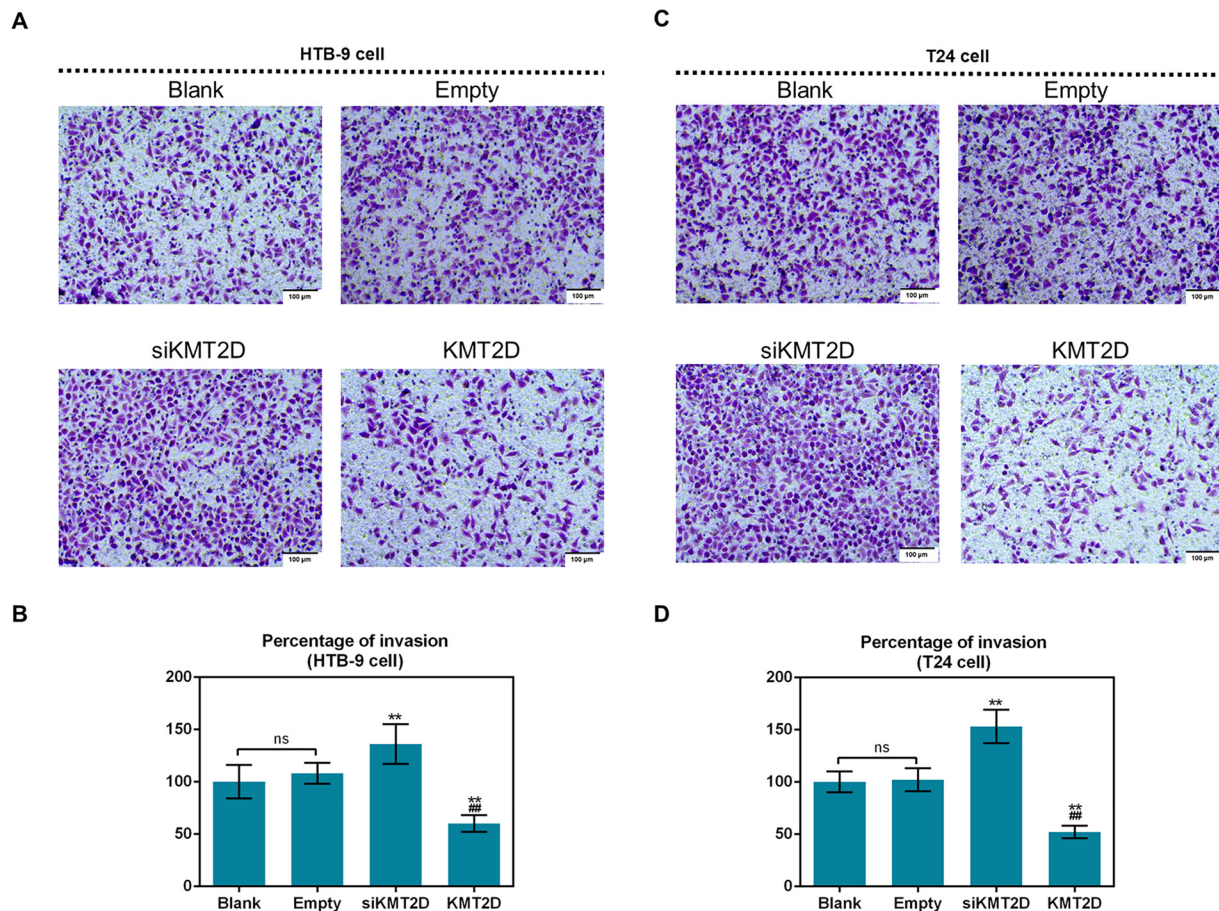 A
HTB-9 cell
Blank
Empty
100 µm
100 µm
siKMT2D
KMT2D
100 µm
100 µm
C
T24 cell
Blank
Empty
100 µm
100 µm
siKMT2D
KMT2D
100 µm
100 µm
B
Percentage of invasion
(HTB-9 cell)
200
150
100
50
0
ns
**
**
##
Blank
Empty
siKMT2D
KMT2D
D
Percentage of invasion
(T24 cell)
200
150
100
50
0
ns
**
**
##
Blank
Empty
siKMT2D
KMT2D